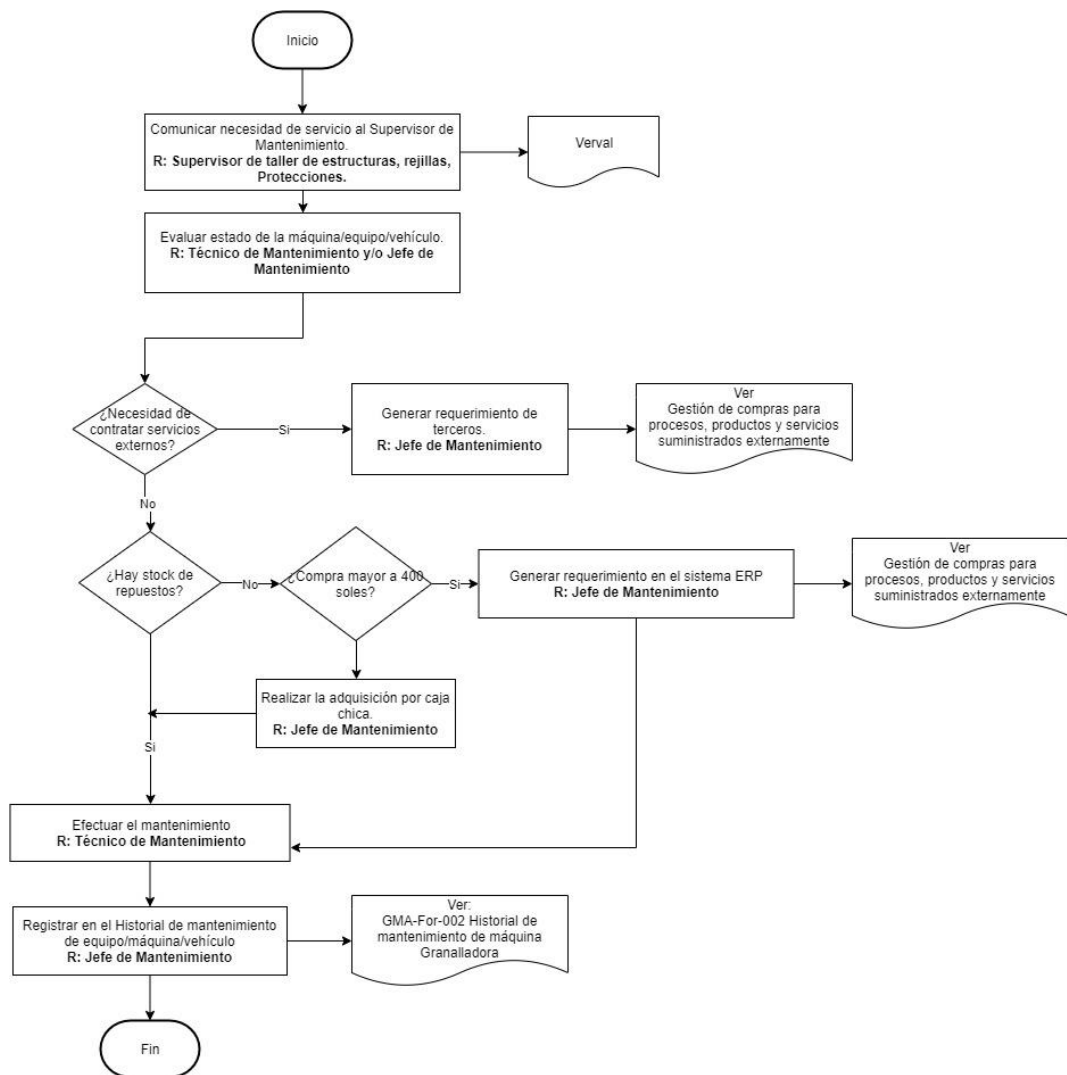 Inicio
Comunicar necesidad de servicio al Supervisor de
Mantenimiento.
R: Supervisor de taller de estructuras, rejillas,
Protecciones.
Verval
Evaluar estado de la máquina/equipo/vehículo.
R: Técnico de Mantenimiento y/o Jefe de
Mantenimiento
¿Necesidad de
contratar servicios
externos?
Si
Generar requerimiento de
terceros.
R: Jefe de Mantenimiento
Ver
Gestión de compras para
procesos, productos y servicios
suministrados externamente
No
¿Hay stock de
repuestos?
No
¿Compra mayor a 400
soles?
Si
Generar requerimiento en el sistema ERP
R: Jefe de Mantenimiento
Ver
Gestión de compras para
procesos, productos y servicios
suministrados externamente
Realizar la adquisición por caja
chica.
R: Jefe de Mantenimiento
Si
Efectuar el mantenimiento
R: Técnico de Mantenimiento
Registrar en el Historial de mantenimiento
de equipo/máquina/vehículo
R: Jefe de Mantenimiento
Ver:
GMA-For-002 Historial de
mantenimiento de máquina
Granalladora
Fin